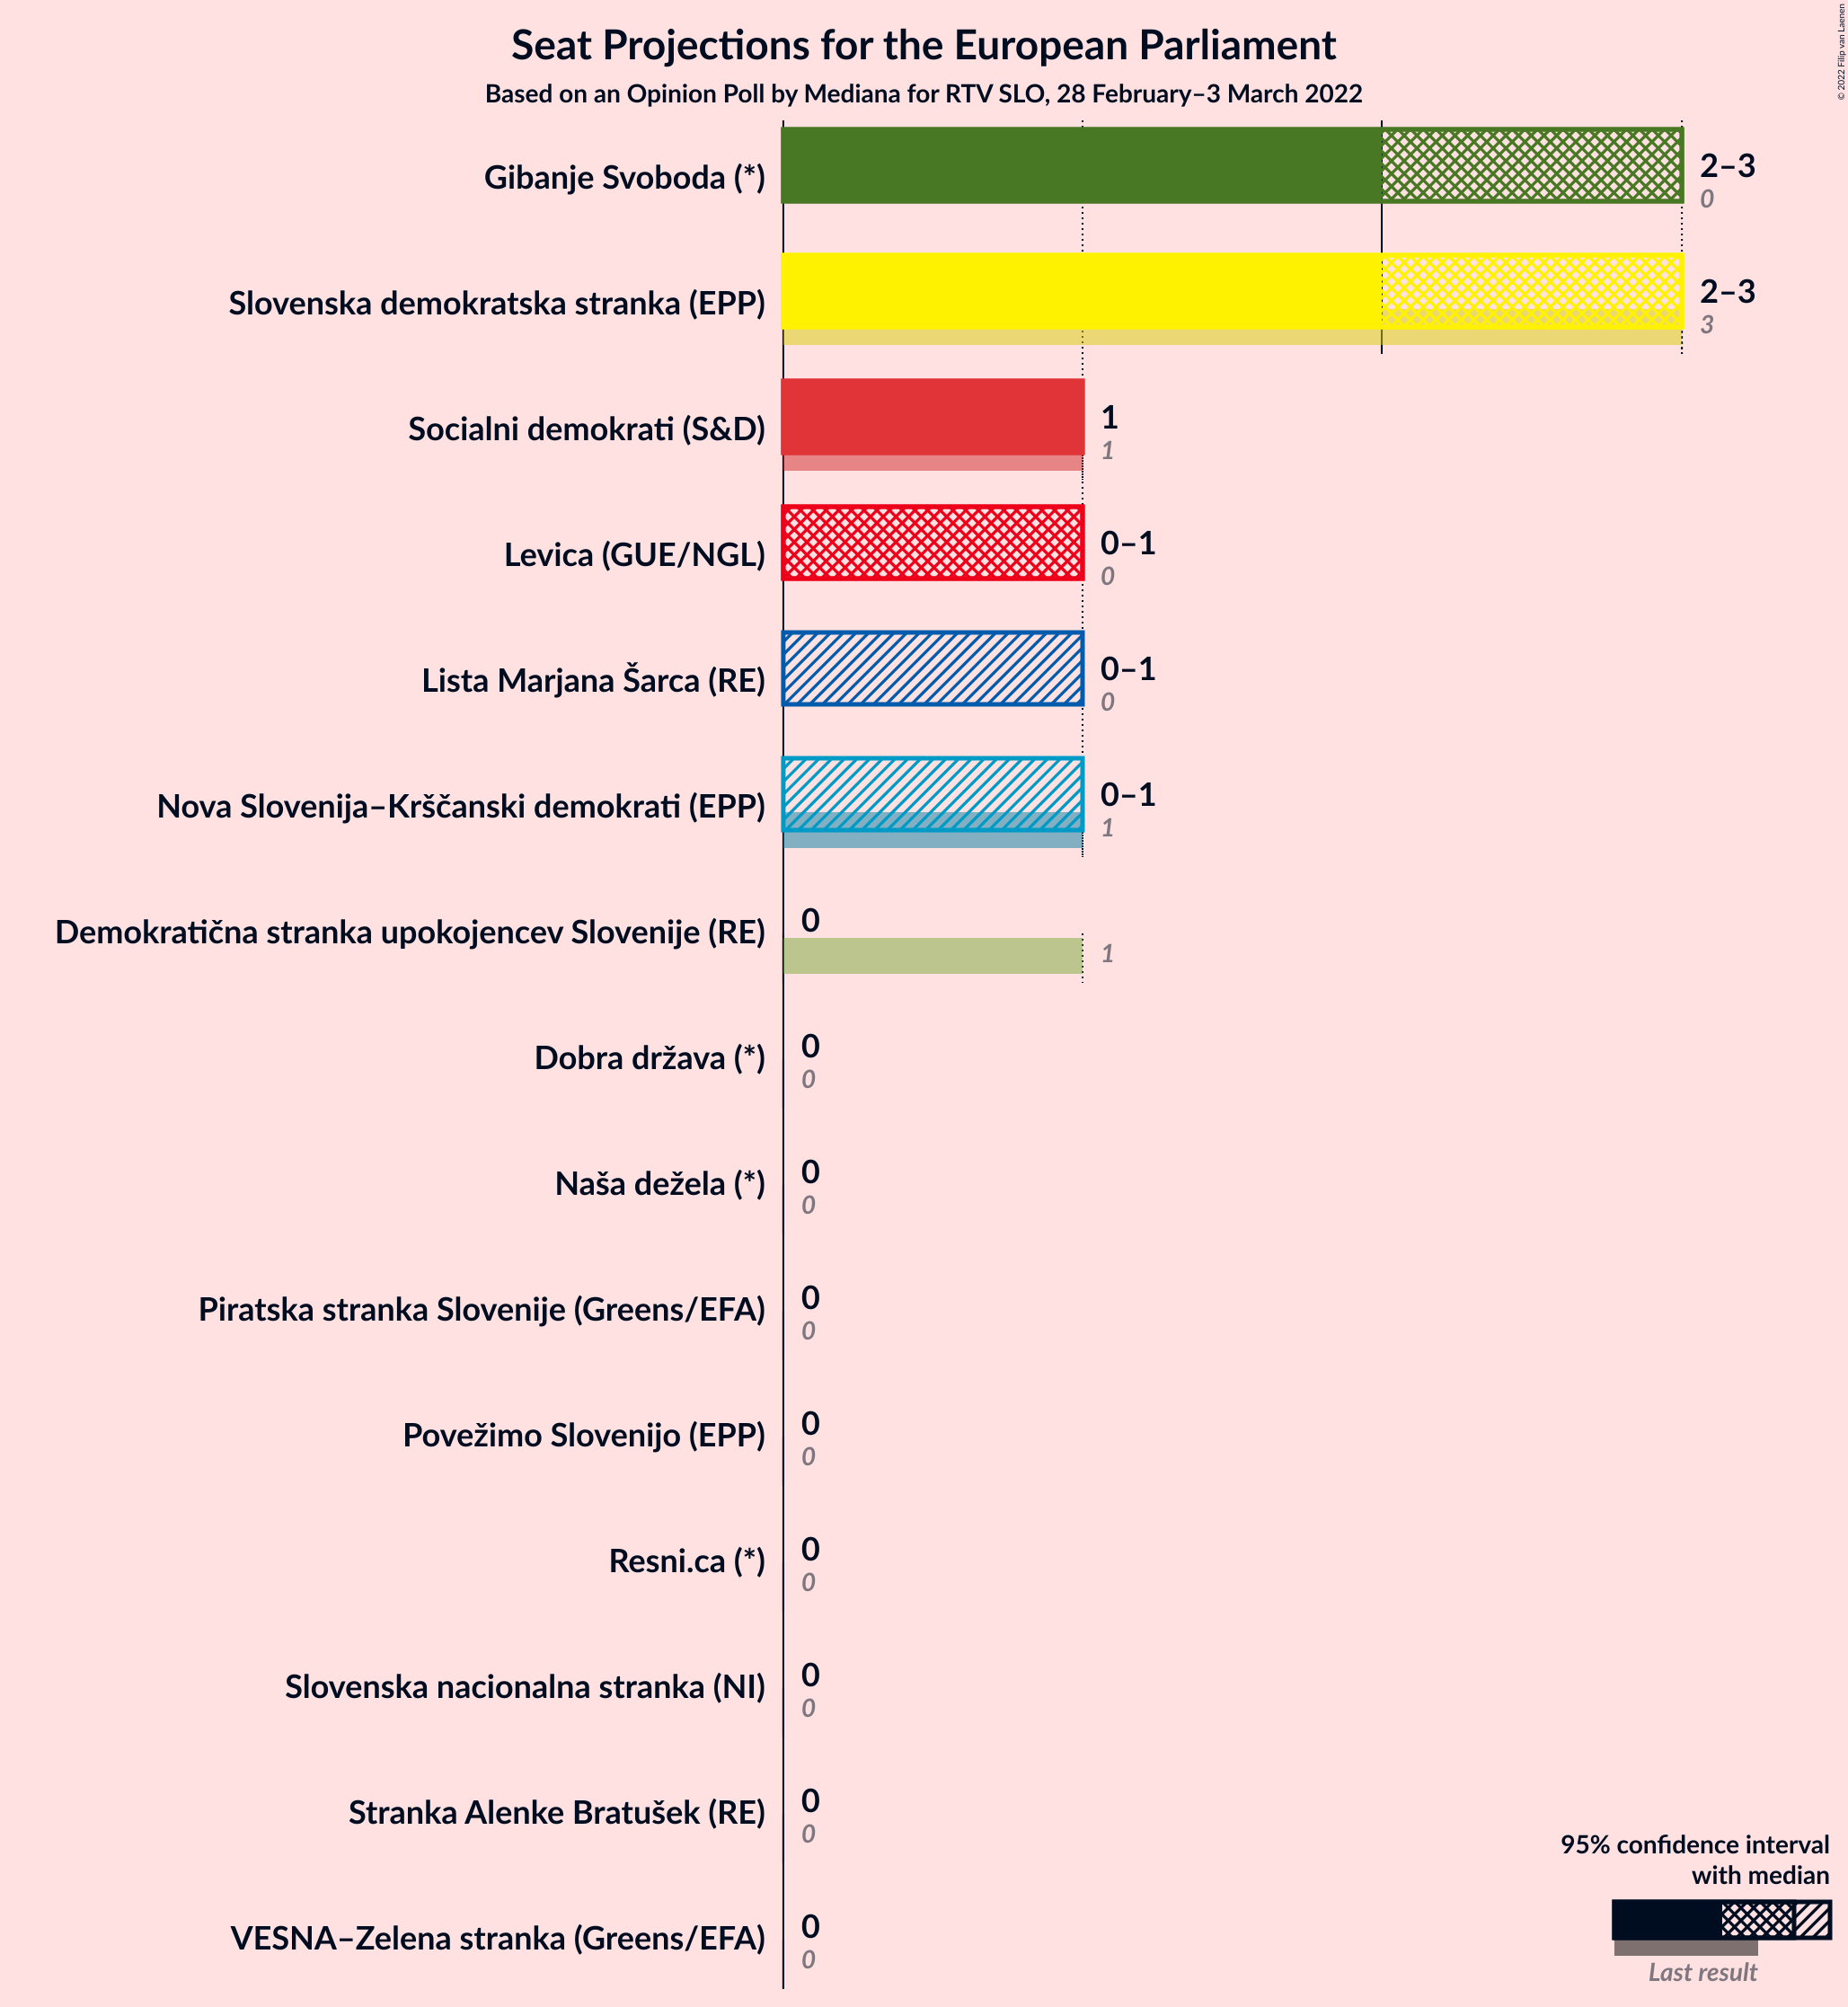 Seat Projections for the European Parliament
Based on an Opinion Poll by Mediana for RTV SLO, 28 February–3 March 2022
© 2022 Filip van Laenen
Gibanje Svoboda (*)
2–3
0
Slovenska demokratska stranka (EPP)
2–3
3
Socialni demokrati (S&D)
1
1
Levica (GUE/NGL)
0–1
0
Lista Marjana Šarca (RE)
0–1
0
Nova Slovenija–Krščanski demokrati (EPP)
0–1
1
Demokratična stranka upokojencev Slovenije (RE)
0
1
Dobra država (*)
0
0
Naša dežela (*)
0
0
Piratska stranka Slovenije (Greens/EFA)
0
0
Povežimo Slovenijo (EPP)
0
0
Resni.ca (*)
0
0
Slovenska nacionalna stranka (NI)
0
0
Stranka Alenke Bratušek (RE)
0
0
VESNA–Zelena stranka (Greens/EFA)
0
0
95% confidence interval
with median
Last result